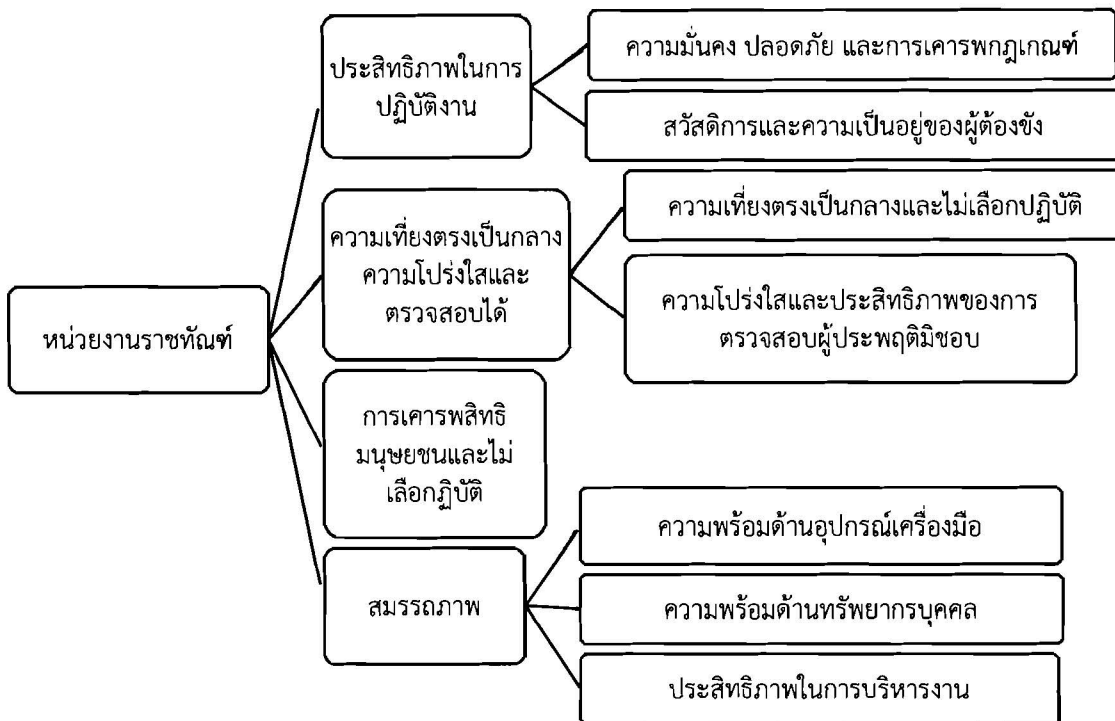 หน่วยงานราชทัณฑ์
ประสิทธิภาพในการ
ปฏิบัติงาน
ความมั่นคง ปลอดภัย และการเคารพกฎเกณฑ์
สวัสดิการและความเป็นอยู่ของผู้ต้องขัง
ความเที่ยงตรงเป็นกลาง
ความโปร่งใสและ
ตรวจสอบได้
ความเที่ยงตรงเป็นกลางและไม่เลือกปฏิบัติ
ความโปร่งใสและประสิทธิภาพของการ
ตรวจสอบผู้ประพฤติมิชอบ
การเคารพสิทธิ
มนุษยชนและไม่
เลือกฏิบัติ
สมรรถภาพ
ความพร้อมด้านอุปกรณ์เครื่องมือ
ความพร้อมด้านทรัพยากรบุคคล
ประสิทธิภาพในการบริหารงาน